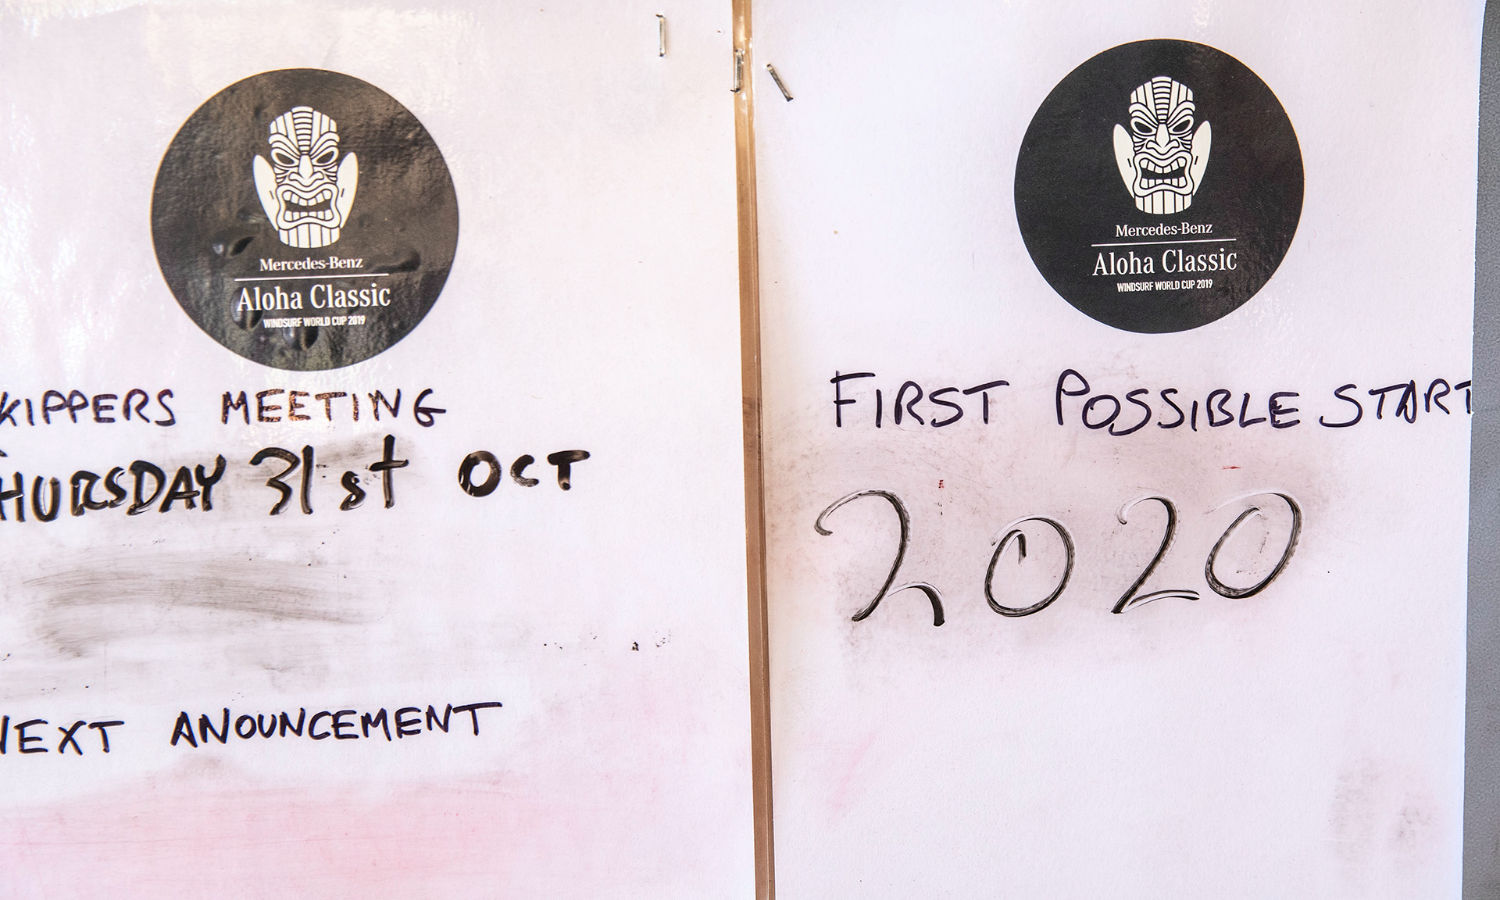 Mercedes-Benz
Aloha Classic
WINDSURF WORLD CUP 2019
KIPPERS MEETING
HURSDAY 31st OCT
NEXT ANOUNCEMENT
Mercedes-Benz
Aloha Classic
WINDSURF WORLD CUP 2019
FIRST POSSIBLE START
2020